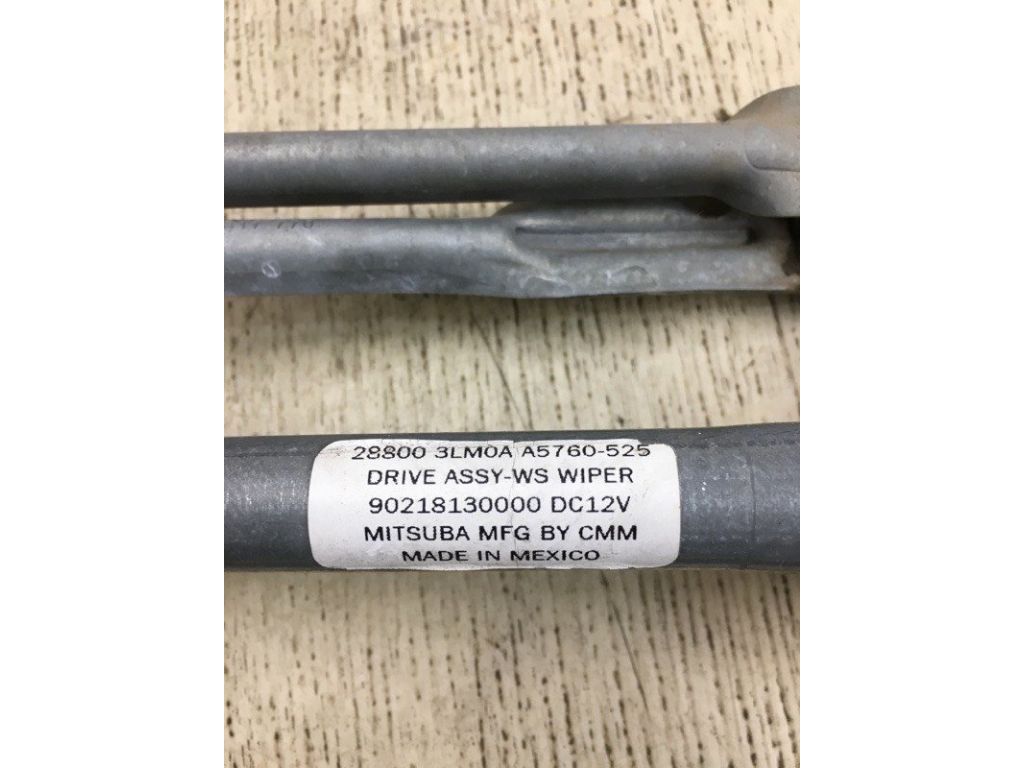 28800 3LM0A A5760-525
DRIVE ASSY-WS WIPER
90218130000 DC12V
MITSUBA MFG BY CMM
MADE IN MEXICO